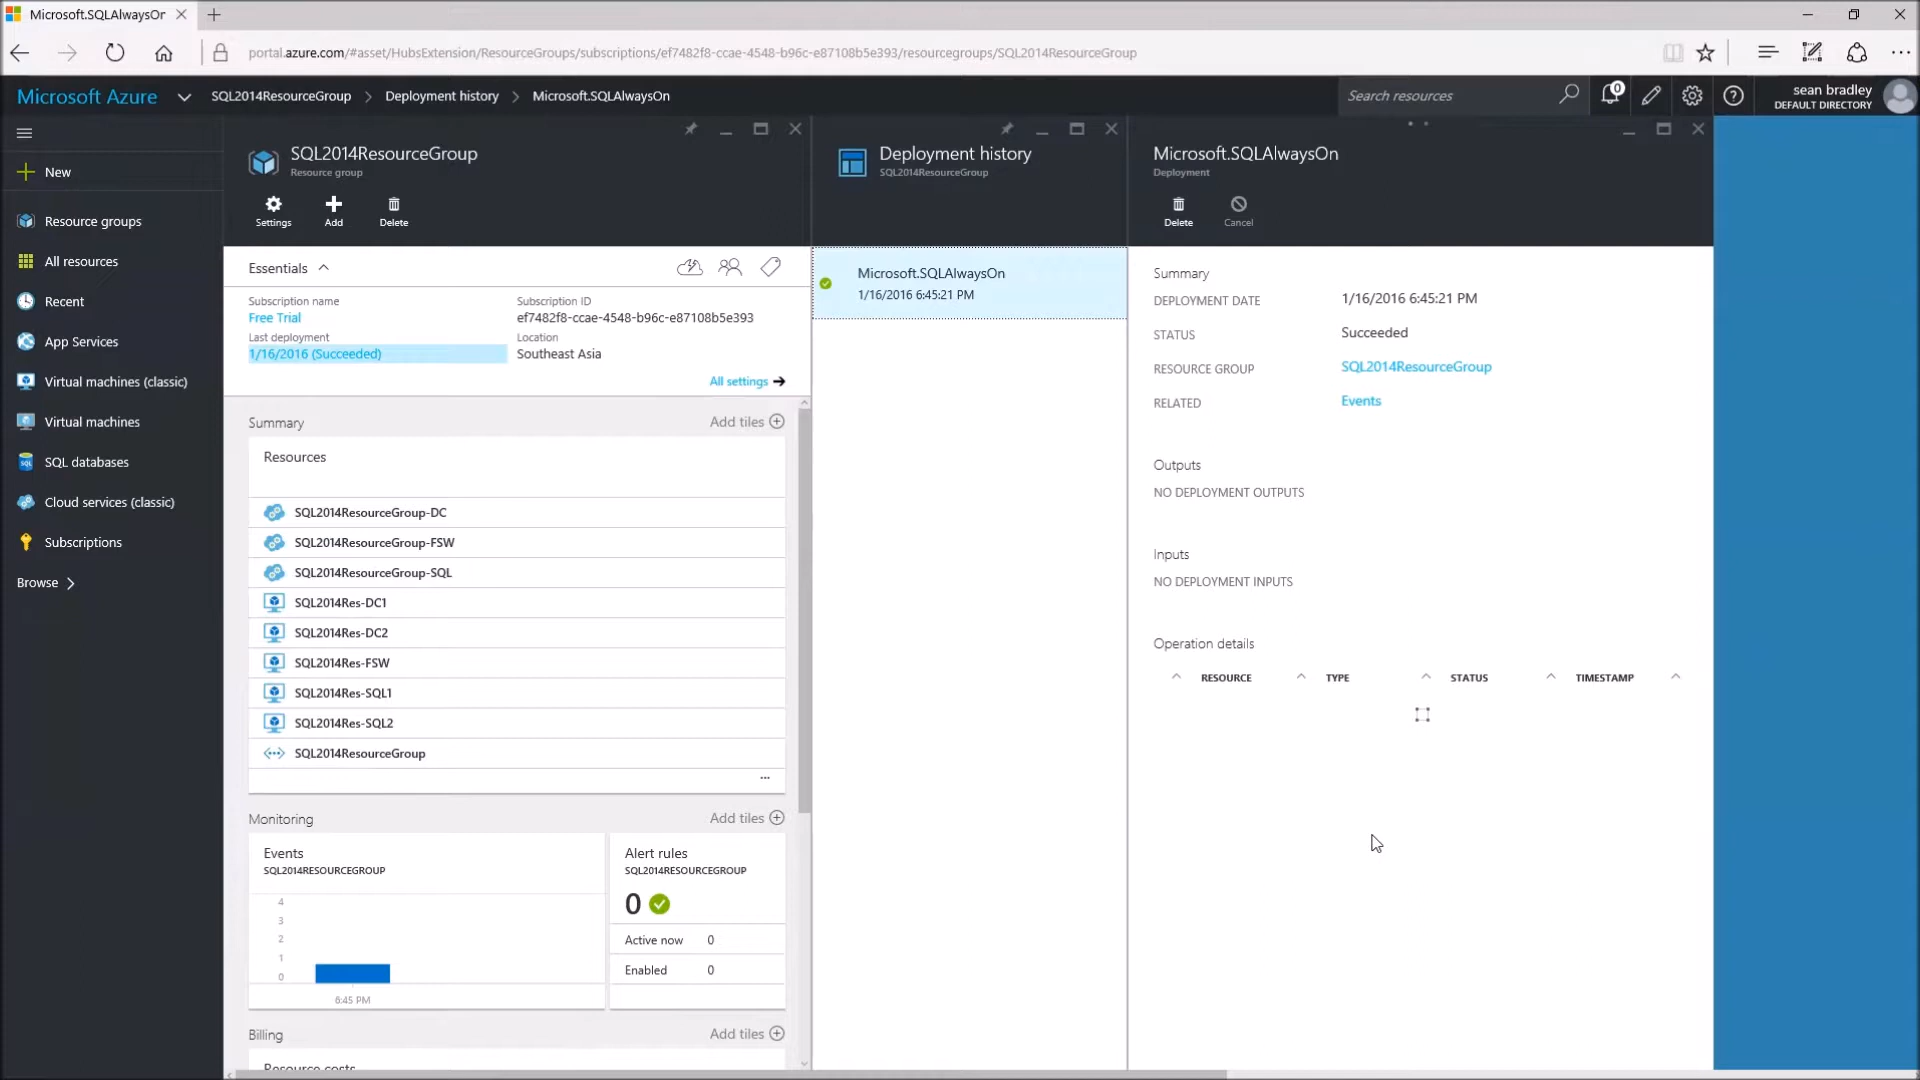 Microsoft.SQLAlwaysOn
portal.azure.com/#asset/HubsExtension/ResourceGroups/subscriptions/ef7482f8-ccae-4548-b96c-e87108b5e393/resourcegroups/SQL2014ResourceGroup
Microsoft Azure
SQL2014ResourceGroup
Deployment history
Microsoft.SQLAlwaysOn
Search resources
0
sean bradley
DEFAULT DIRECTORY
New
Resource groups
All resources
Recent
App Services
Virtual machines (classic)
Virtual machines
SQL databases
Cloud services (classic)
Subscriptions
Browse
SQL2014ResourceGroup
Resource group
Settings
Add
Delete
Essentials
Subscription name
Free Trial
Subscription ID
ef7482f8-ccae-4548-b96c-e87108b5e393
Last deployment
1/16/2016 (Succeeded)
Location
Southeast Asia
All settings
Summary
Add tiles
Resources
SQL2014ResourceGroup-DC
SQL2014ResourceGroup-FSW
SQL2014ResourceGroup-SQL
SQL2014Res-DC1
SQL2014Res-DC2
SQL2014Res-FSW
SQL2014Res-SQL1
SQL2014Res-SQL2
SQL2014ResourceGroup
...
Monitoring
Add tiles
Events
SQL2014RESOURCEGROUP
4
3
2
1
0
6:45 PM
Alert rules
SQL2014RESOURCEGROUP
0
Active now 0
Enabled 0
Billing
Add tiles
Resource costs
Deployment history
SQL2014ResourceGroup
Microsoft.SQLAlwaysOn
1/16/2016 6:45:21 PM
Microsoft.SQLAlwaysOn
Deployment
Delete
Cancel
Summary
DEPLOYMENT DATE 1/16/2016 6:45:21 PM
STATUS Succeeded
RESOURCE GROUP SQL2014ResourceGroup
RELATED Events
Outputs
NO DEPLOYMENT OUTPUTS
Inputs
NO DEPLOYMENT INPUTS
Operation details
RESOURCE TYPE STATUS TIMESTAMP